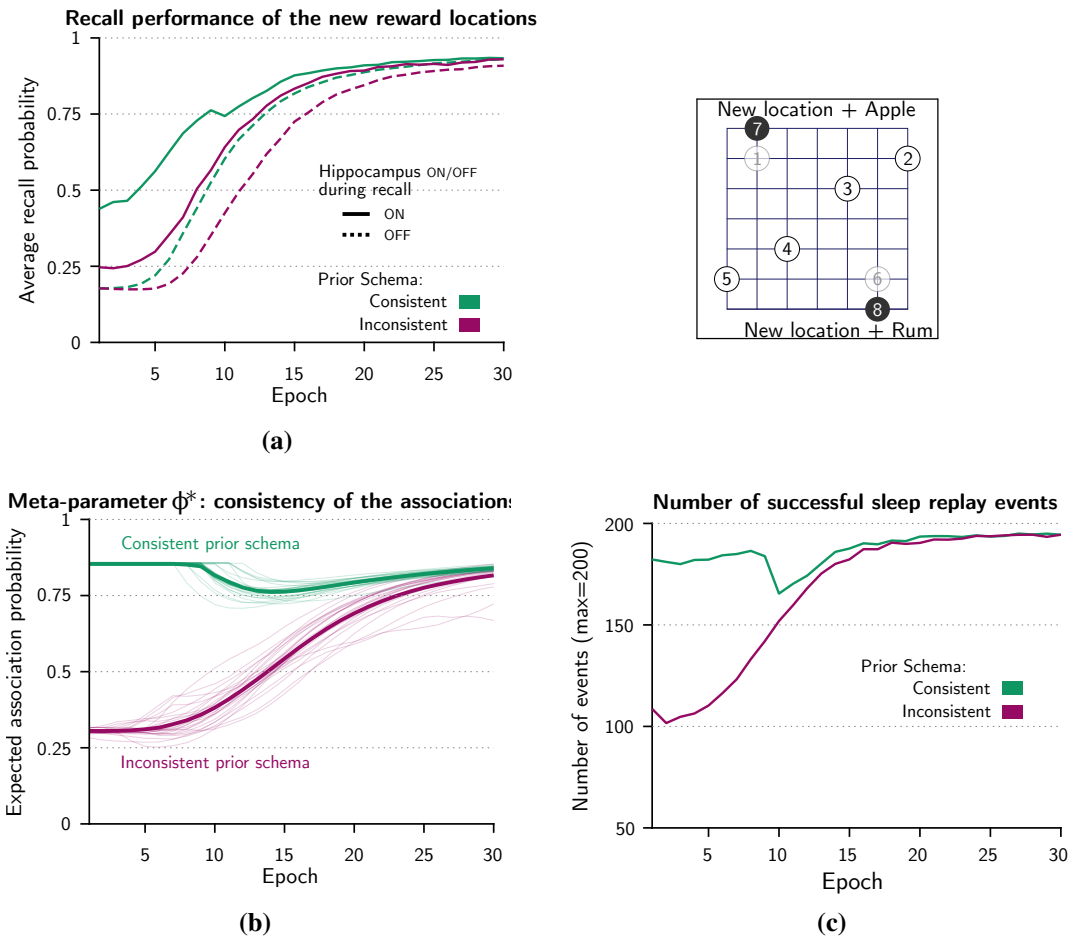 Recall performance of the new reward locations
1
0.75
0.5
0.25
0
Average recall probability
Hippocampus ON/OFF
during recall
ON
OFF
Prior Schema:
Consistent
Inconsistent
5
10
15
20
25
30
Epoch
(a)
New location + Apple
7
1
2
3
4
5
6
8
New location + Rum
Meta-parameter ϕ*: consistency of the associations
1
0.75
0.5
0.25
0
Expected association probability
Consistent prior schema
Inconsistent prior schema
5
10
15
20
25
30
Epoch
(b)
Number of successful sleep replay events
200
150
100
50
Number of events (max=200)
Prior Schema:
Consistent
Inconsistent
5
10
15
20
25
30
Epoch
(c)